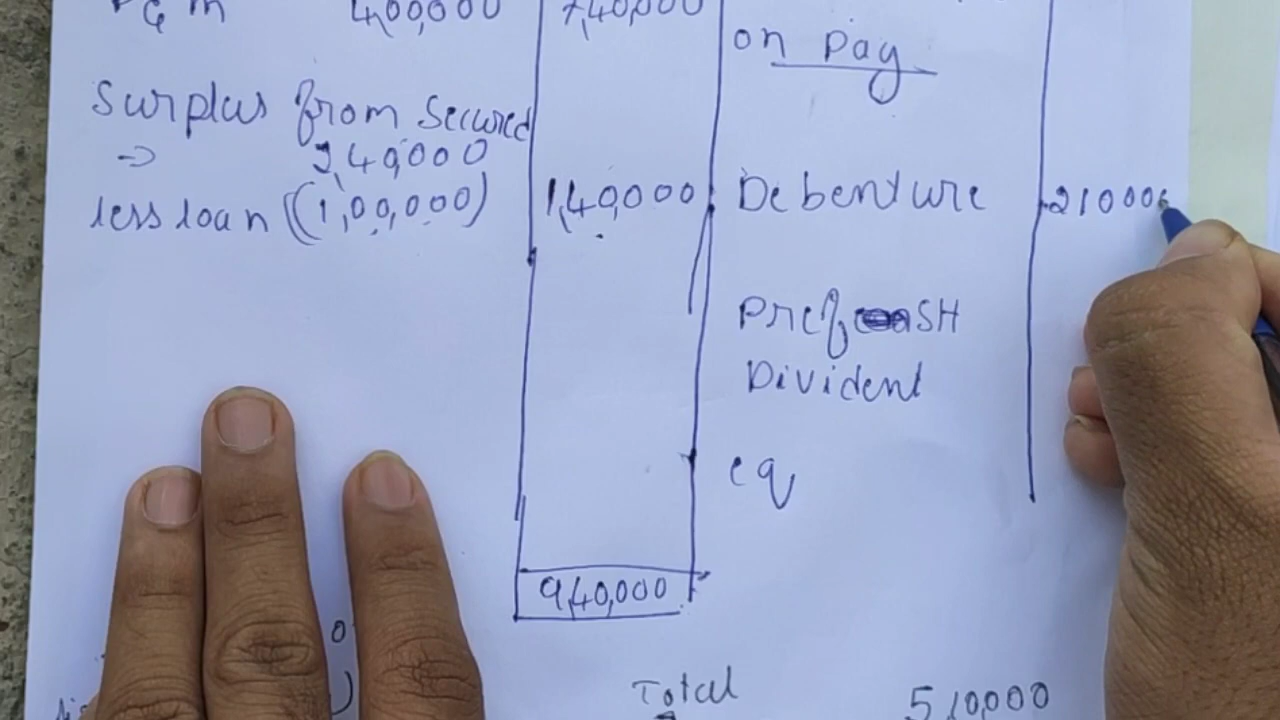 P & M 4,00,000 7,40,000
on Pay
Surplus from Secured
→ 2,40,000
less loan (1,00,000) 1,40,000 Debenture 210000
Pref SH
Divident
eq
9,40,000
Total 5,10,000